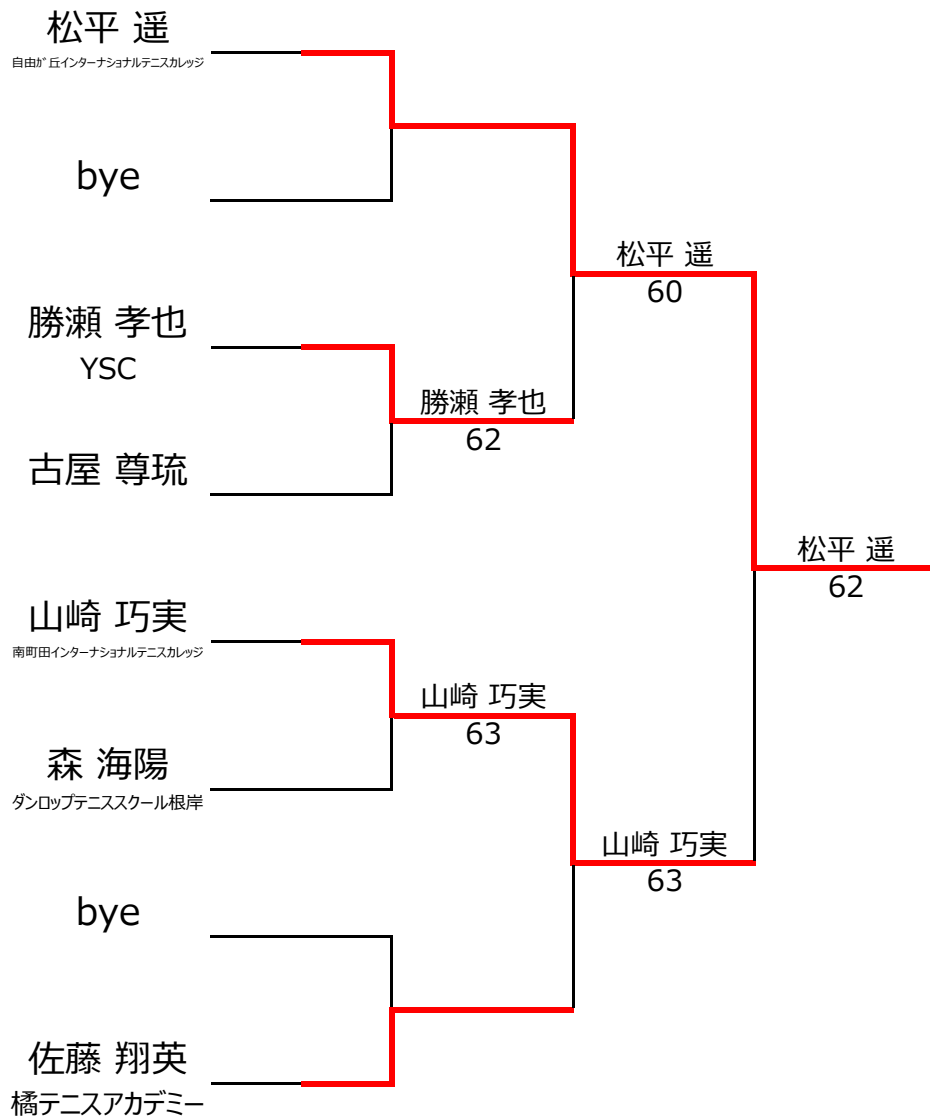 松平 遥
自由が丘インターナショナルテニスカレッジ
bye
松平 遥
60
勝瀬 孝也
YSC
勝瀬 孝也
62
古屋 尊琉
松平 遥
62
山崎 巧実
南町田インターナショナルテニスカレッジ
山崎 巧実
63
森 海陽
ダンロップテニススクール根岸
山崎 巧実
63
bye
佐藤 翔英
橘テニスアカデミー